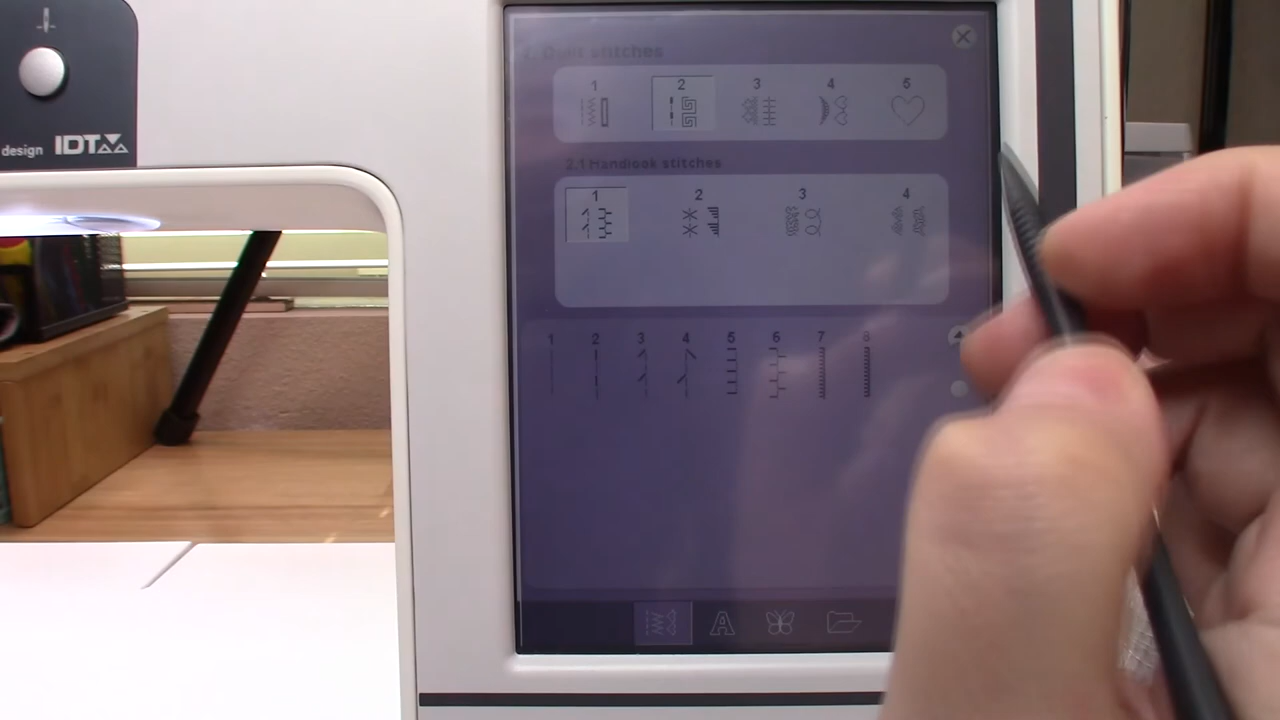 2. Quilt stitches
1 2 3 4 5
2.1 Handlook stitches
1 2 3 4
1 2 3 4 5 6 7 8
A
design IDT